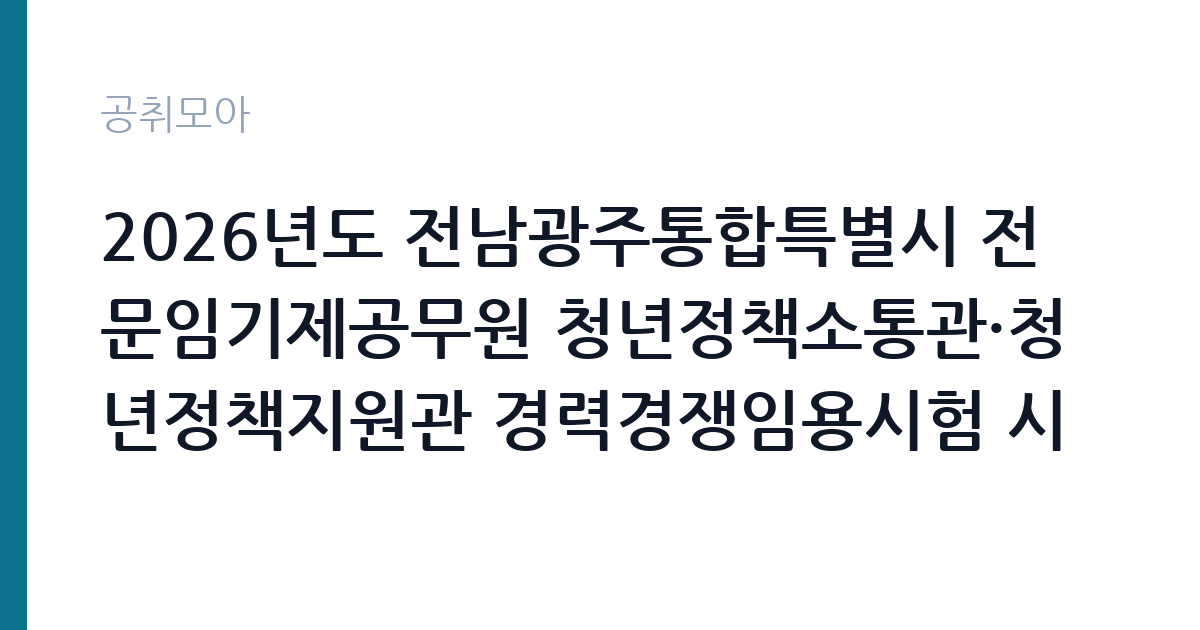 공취모아
2026년도 전남광주통합특별시 전
문임기제공무원 청년정책소통관·청
년정책지원관 경력경쟁임용시험 시